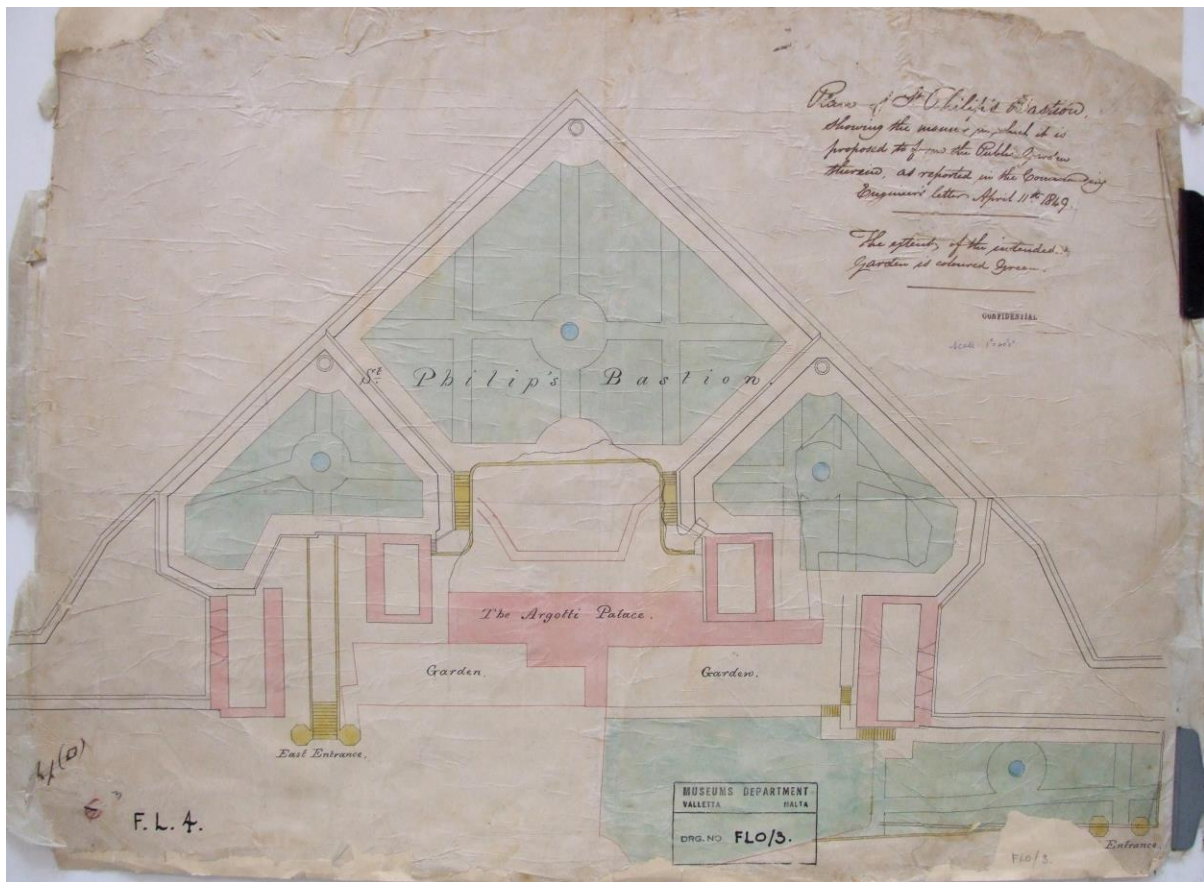 Plan of St Philip's Bastion,
showing the manner in which it is
proposed to form the Public Garden
therein, as reported in the Commanding
Engineer's letter April 11th 1849.
The extent of the intended
Garden is coloured Green.
CONFIDENTIAL
St. Philip's Bastion.
The Argotti Palace.
Garden.
Garden.
East Entrance.
F. L. 4.
MUSEUMS DEPARTMENT
VALLETTA MALTA
DRG. NO FLO/3.
FLO/3.
Entrance.